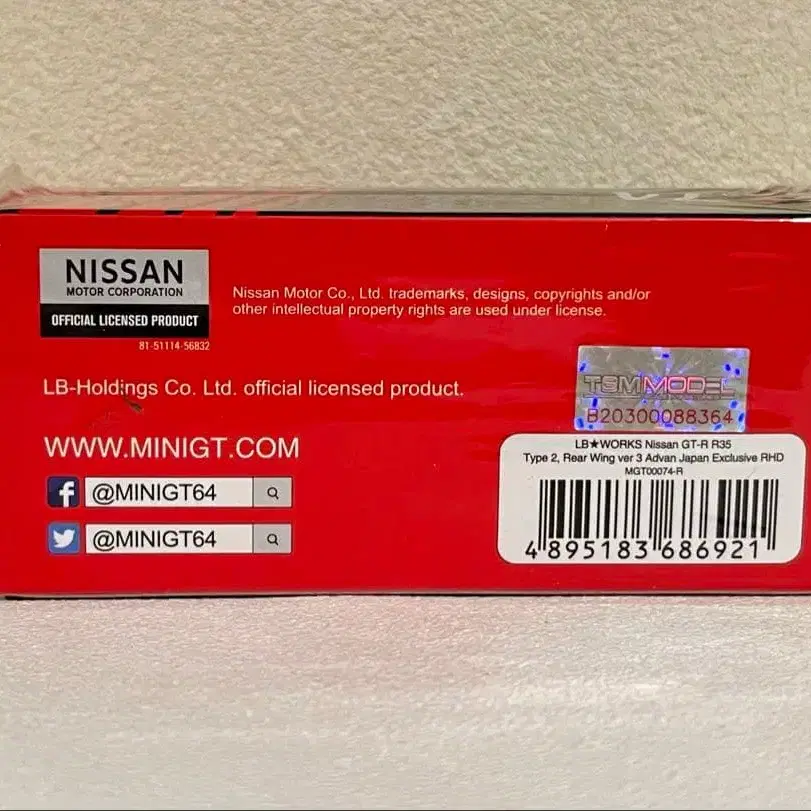 NISSAN
MOTOR CORPORATION
OFFICIAL LICENSED PRODUCT
81-51114-56832
Nissan Motor Co., Ltd. trademarks, designs, copyrights and/or
other intellectual property rights are used under license.
LB-Holdings Co. Ltd. official licensed product.
WWW.MINIGT.COM
@MINIGT64
@MINIGT64
TSMMODEL
B20300088364
LB★WORKS Nissan GT-R R35
Type 2, Rear Wing ver 3 Advan Japan Exclusive RHD
MGT00074-R
4 895183 686921